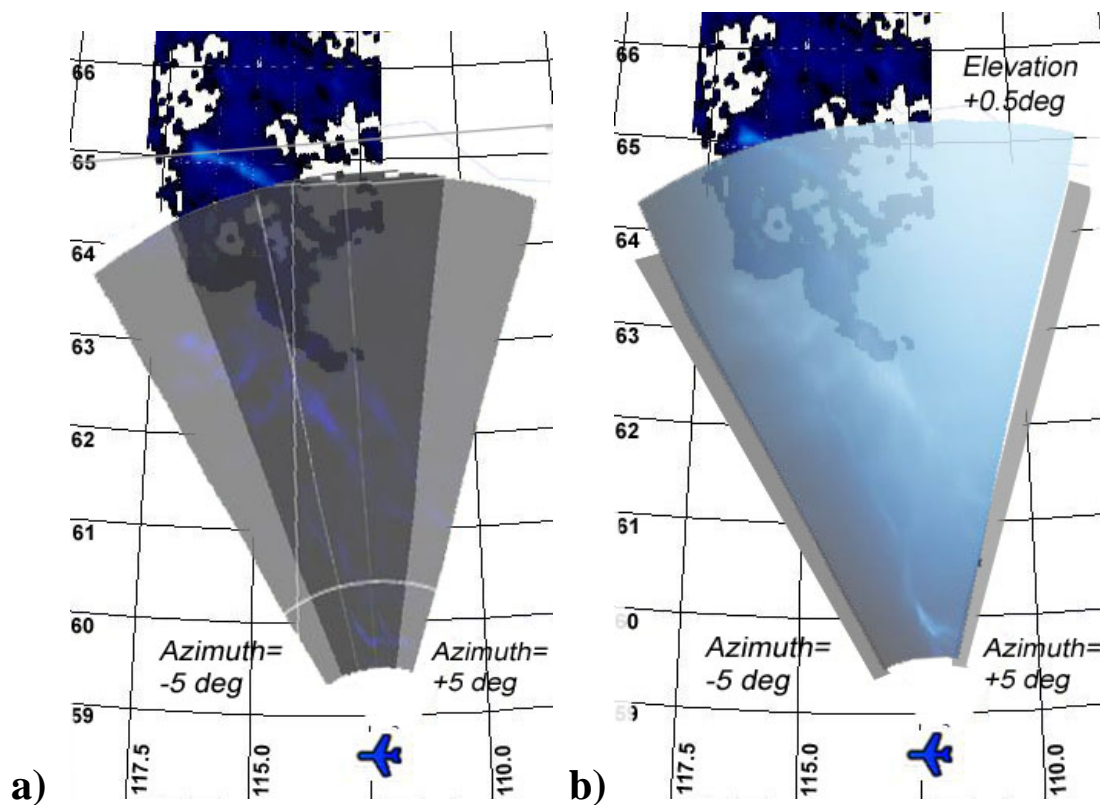 66
65
64
63
62
61
60
59
Azimuth=
-5 deg
Azimuth=
+5 deg
117.5
115.0
110.0
a)
Elevation
+0.5deg
66
65
64
63
62
61
60
59
Azimuth=
-5 deg
Azimuth=
+5 deg
117.5
115.0
110.0
b)